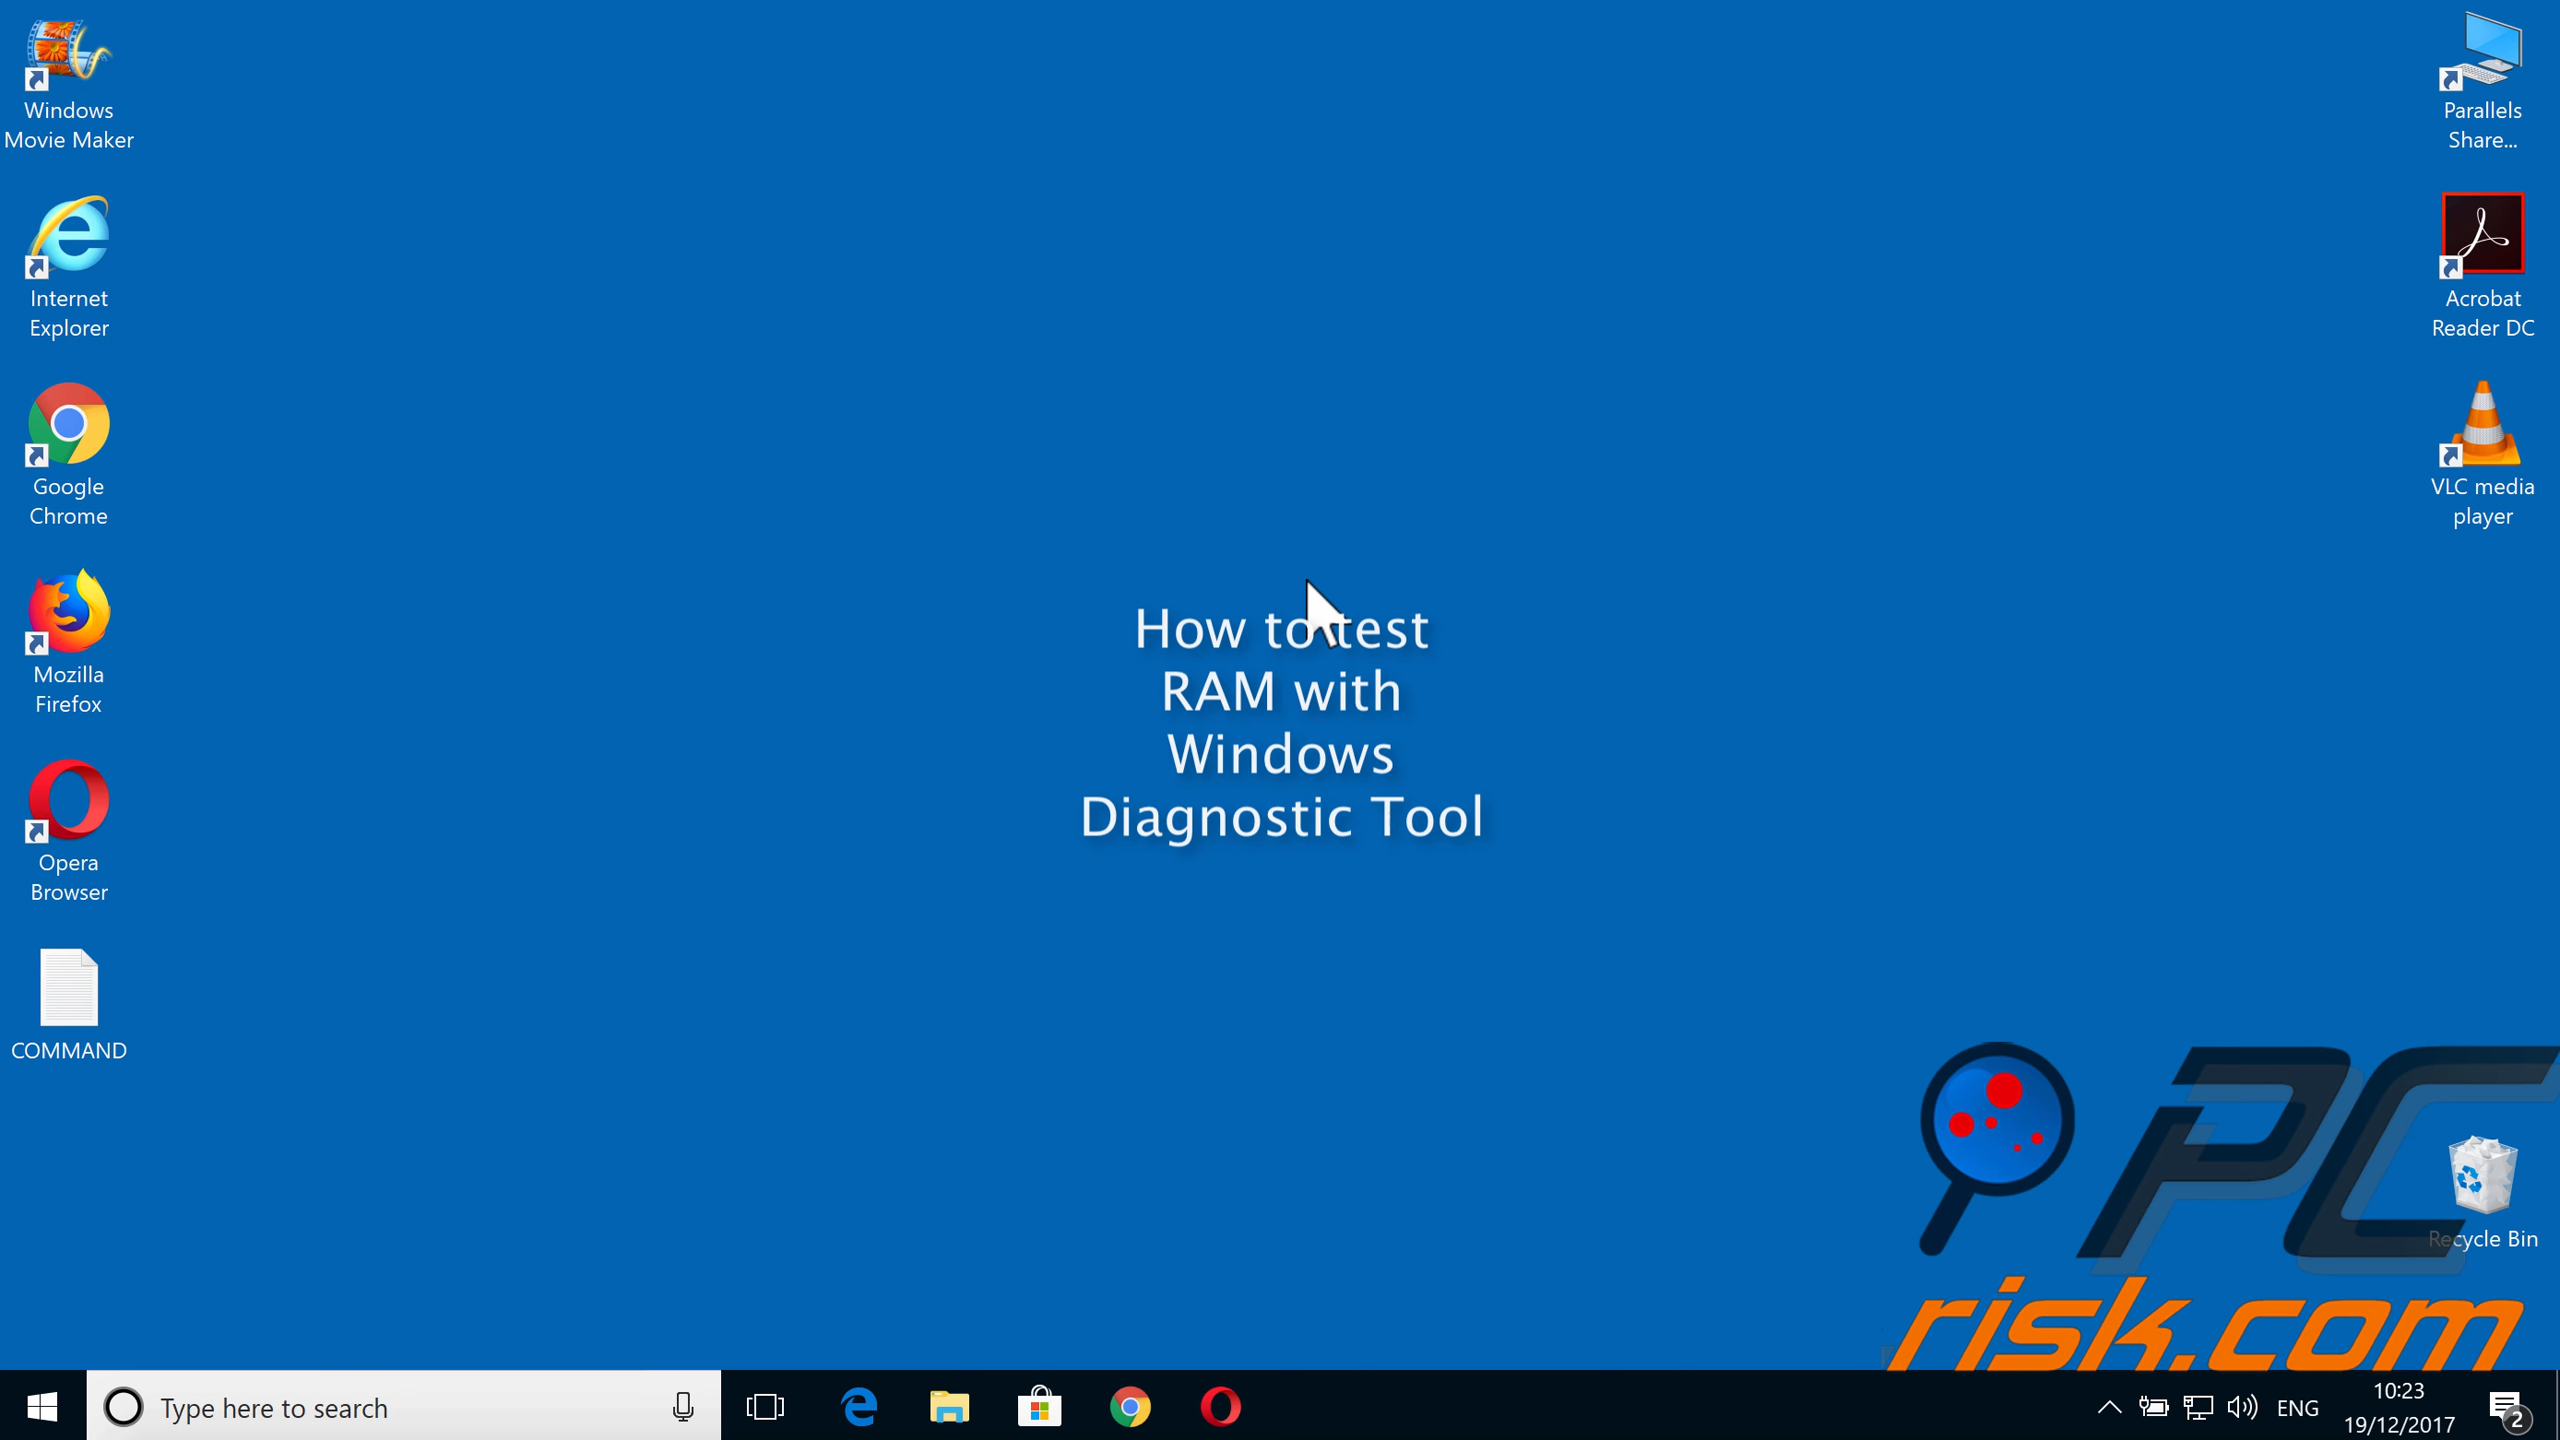 Windows
Movie Maker
Internet
Explorer
Google
Chrome
Mozilla
Firefox
Opera
Browser
COMMAND
How to test
RAM with
Windows
Diagnostic Tool
Parallels
Share...
Acrobat
Reader DC
VLC media
player
Recycle Bin
PC
risk.com
Type here to search
ENG
10:23
19/12/2017
2